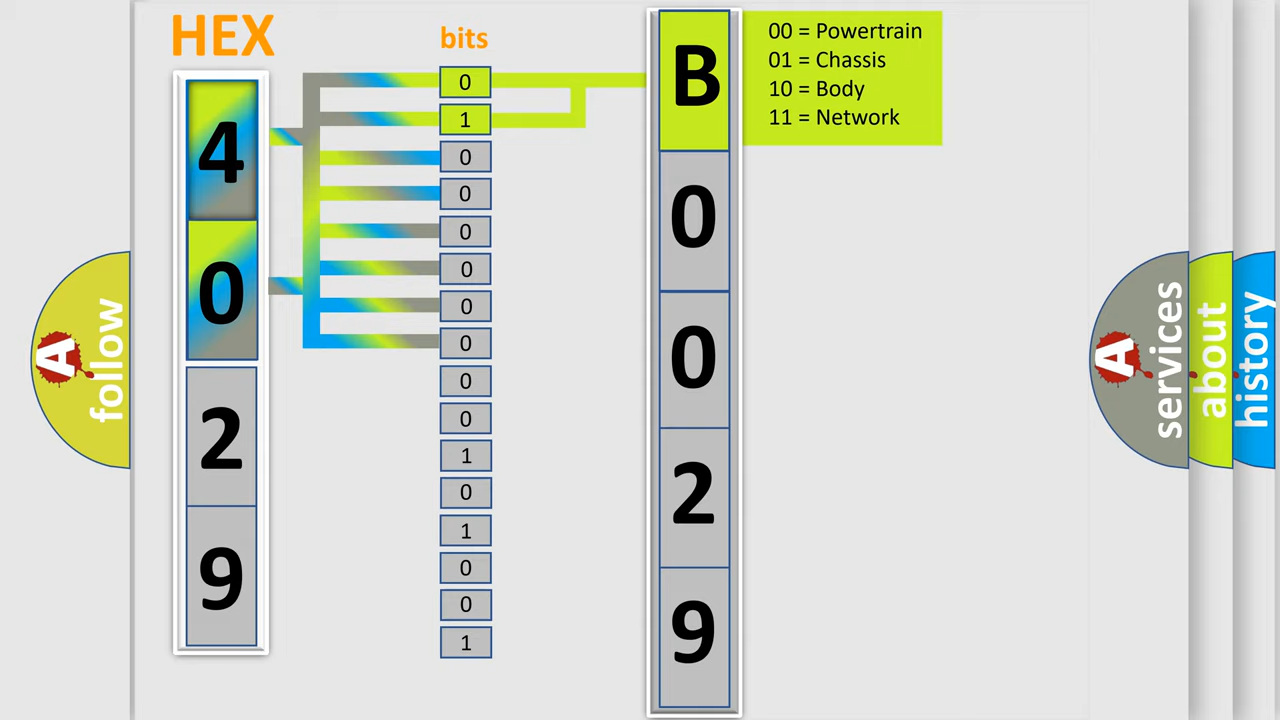 HEX
bits
4
0
2
9
0
1
0
0
0
0
0
0
0
0
1
0
1
0
0
1
B
0
0
2
9
00 = Powertrain
01 = Chassis
10 = Body
11 = Network
A
follow
A
services
about
history